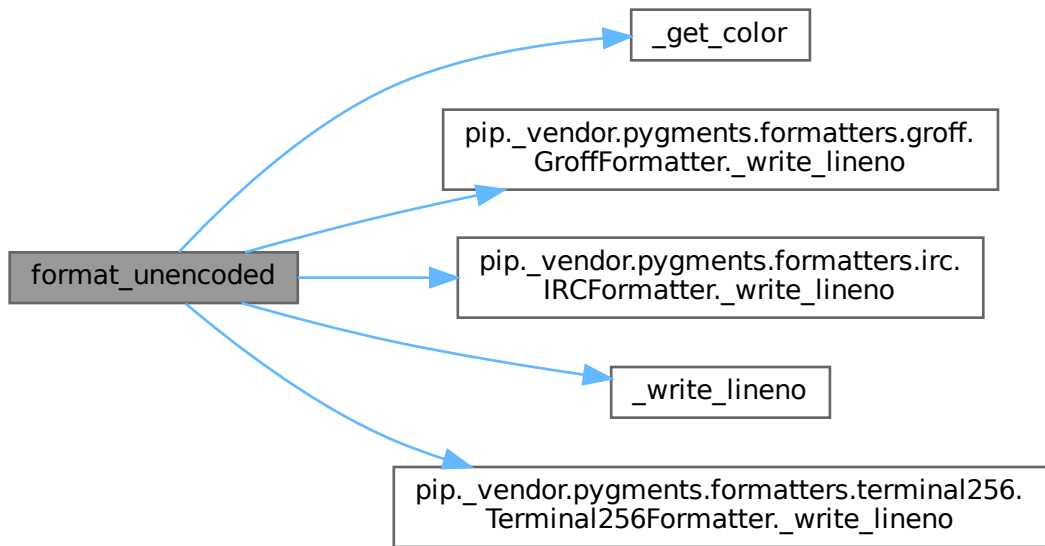 _get_color
pip._vendor.pygments.formatters.groff.
GroffFormatter._write_lineno
format_unencoded
pip._vendor.pygments.formatters.irc.
IRCFormatter._write_lineno
_write_lineno
pip._vendor.pygments.formatters.terminal256.
Terminal256Formatter._write_lineno